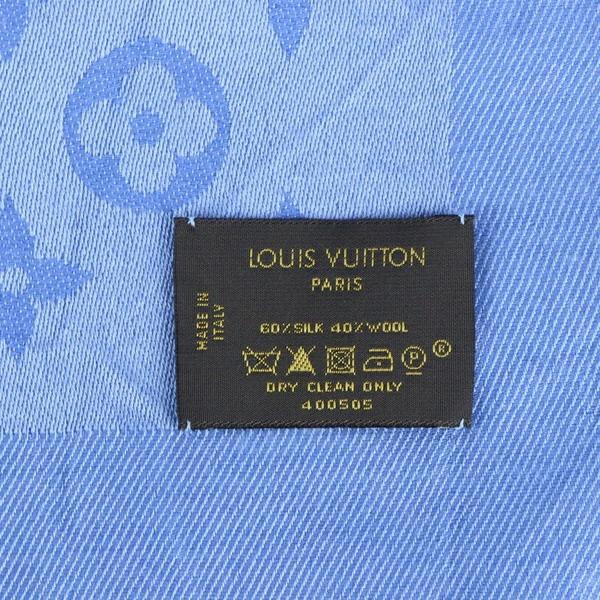 LOUIS VUITTON
PARIS
MADE IN
ITALY
60%SILK 40%WOOL
P ®
DRY CLEAN ONLY
400505